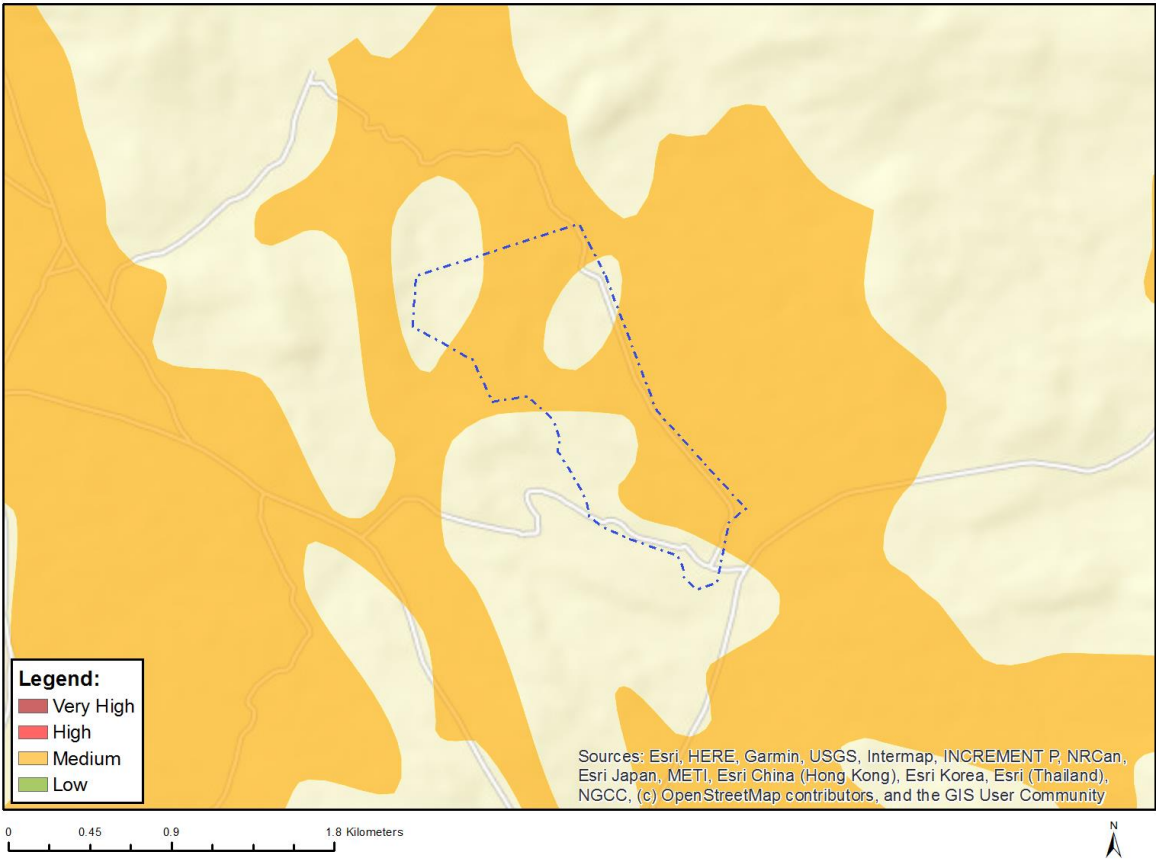 Legend:
Very High
High
Medium
Low
Sources: Esri, HERE, Garmin, USGS, Intermap, INCREMENT P, NRCan,
Esri Japan, METI, Esri China (Hong Kong), Esri Korea, Esri (Thailand),
NGCC, (c) OpenStreetMap contributors, and the GIS User Community
0 0.45 0.9 1.8 Kilometers
N